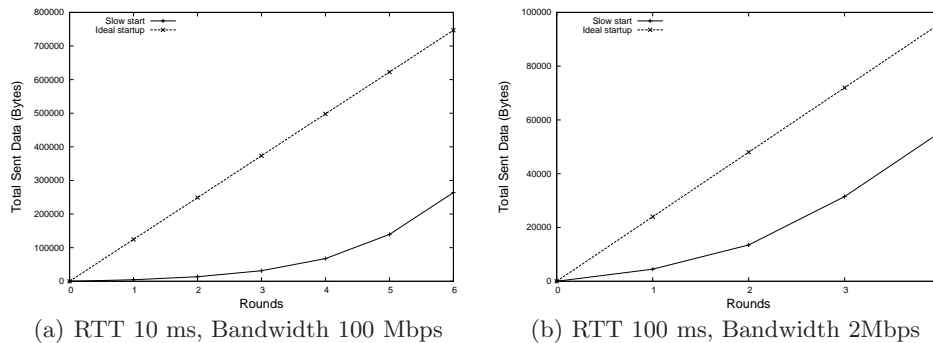 Slow start
Ideal startup
Total Sent Data (Bytes)
800000
700000
600000
500000
400000
300000
200000
100000
0
0 1 2 3 4 5 6
Rounds
(a) RTT 10 ms, Bandwidth 100 Mbps
Slow start
Ideal startup
Total Sent Data (Bytes)
100000
80000
60000
40000
20000
0
0 1 2 3
Rounds
(b) RTT 100 ms, Bandwidth 2Mbps